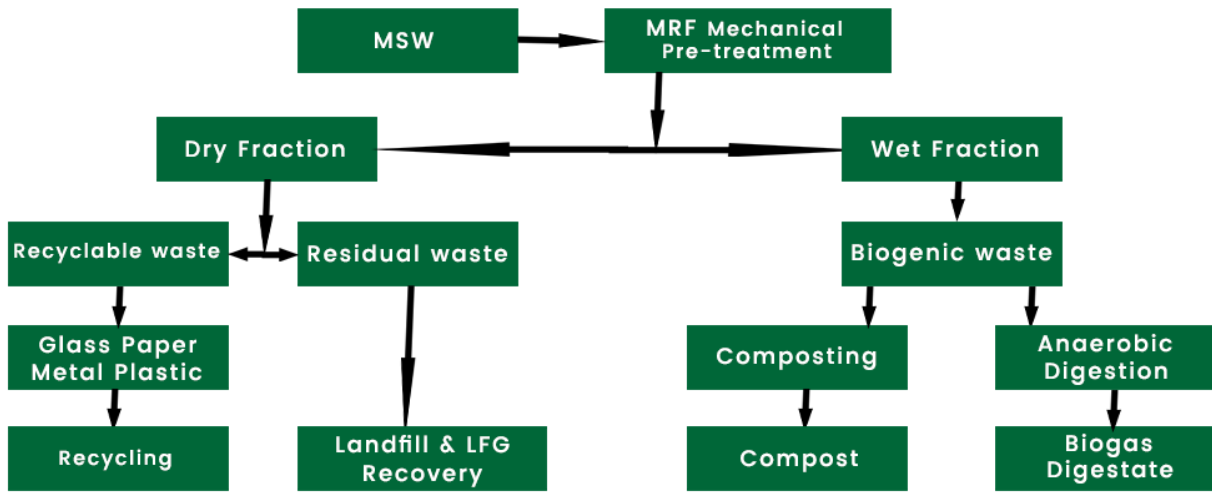 MSW
MRF Mechanical
Pre-treatment
Dry Fraction
Wet Fraction
Recyclable waste
Residual waste
Biogenic waste
Glass Paper
Metal Plastic
Composting
Anaerobic
Digestion
Recycling
Landfill & LFG
Recovery
Compost
Biogas
Digestate